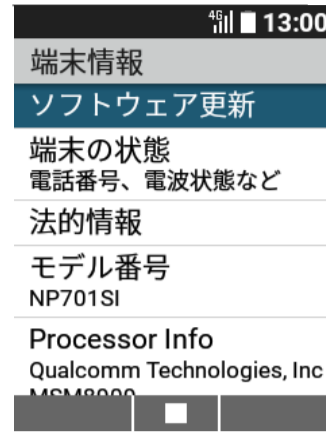 4G 13:00
端末情報
ソフトウェア更新
端末の状態
電話番号、電波状態など
法的情報
モデル番号
NP701SI
Processor Info
Qualcomm Technologies, Inc